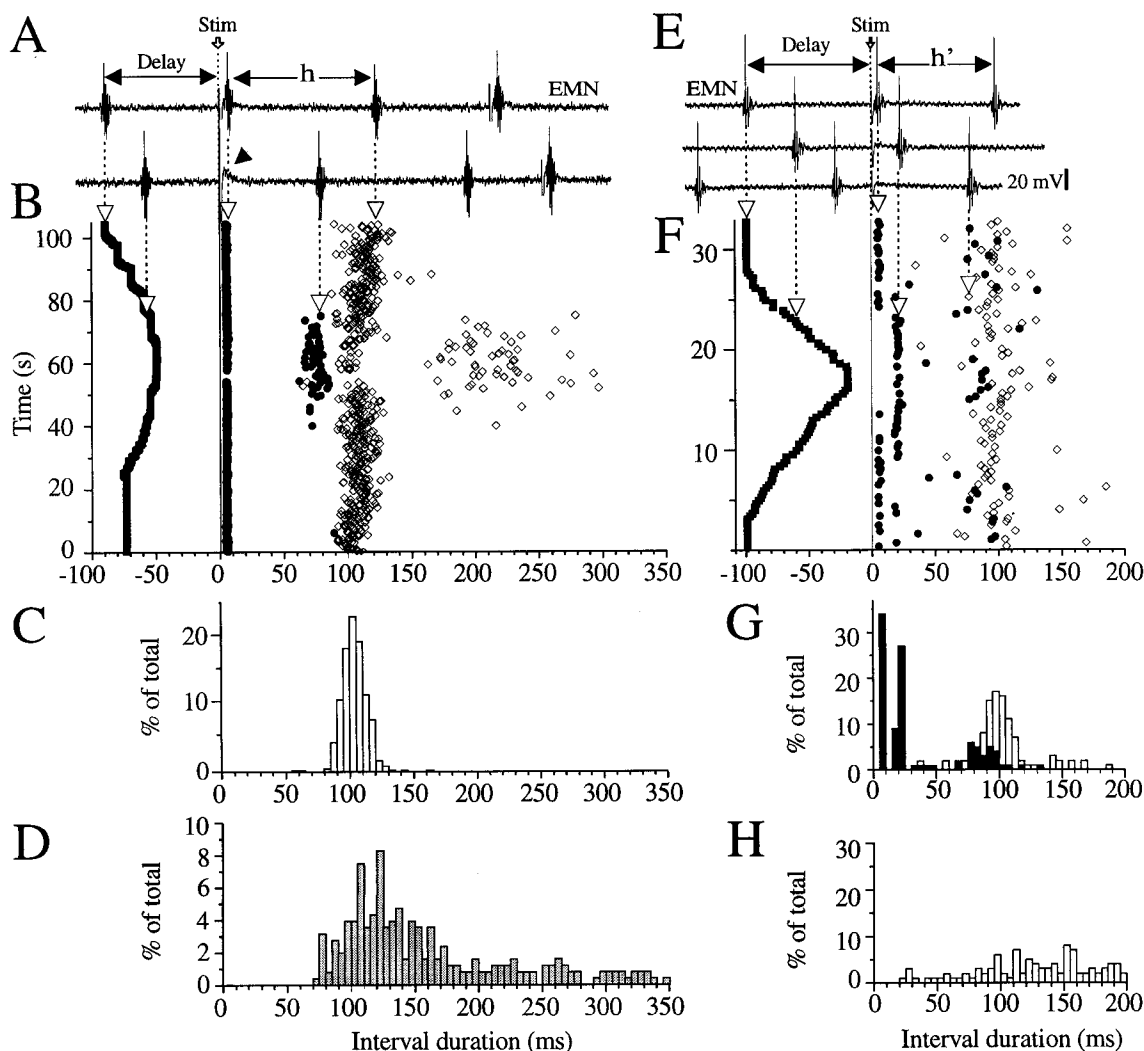 A
Stim
Delay
h
EMN
E
Stim
Delay
h'
EMN
20 mV
B
Time (s)
100
80
60
40
20
0
-100 -50 0 50 100 150 200 250 300 350
F
30
20
10
-100 -50 0 50 100 150 200
C
% of total
20
10
0
0 50 100 150 200 250 300 350
G
% of total
30
20
10
0
0 50 100 150 200
D
% of total
10
8
6
4
2
0
0 50 100 150 200 250 300 350
Interval duration (ms)
H
% of total
30
20
10
0
0 50 100 150 200
Interval duration (ms)